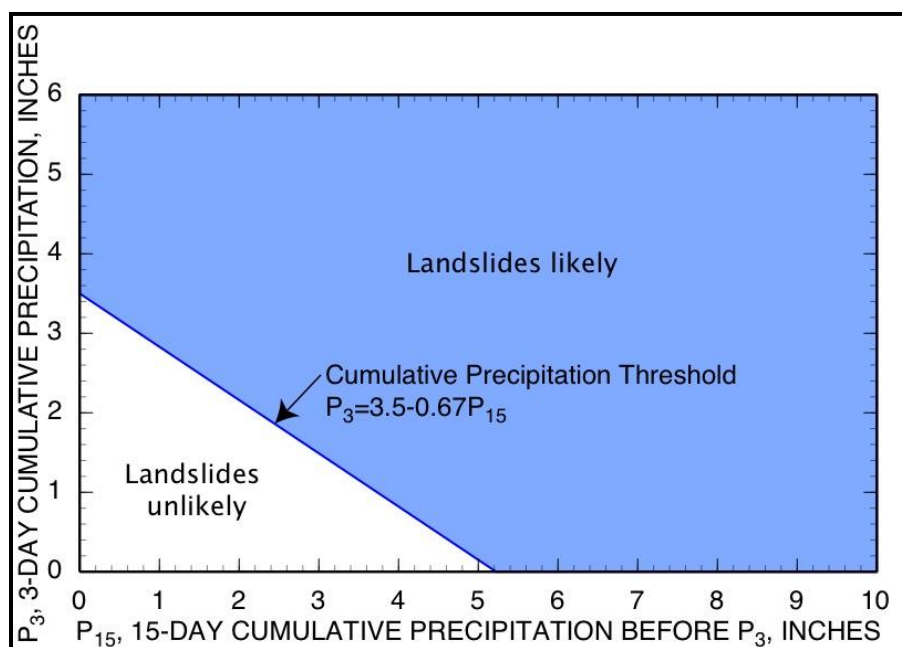 P₃, 3-DAY CUMULATIVE PRECIPITATION, INCHES
6
5
4
3
2
1
0
Landslides likely
Cumulative Precipitation Threshold
P₃=3.5-0.67P₁₅
Landslides
unlikely
0 1 2 3 4 5 6 7 8 9 10
P₁₅, 15-DAY CUMULATIVE PRECIPITATION BEFORE P₃, INCHES